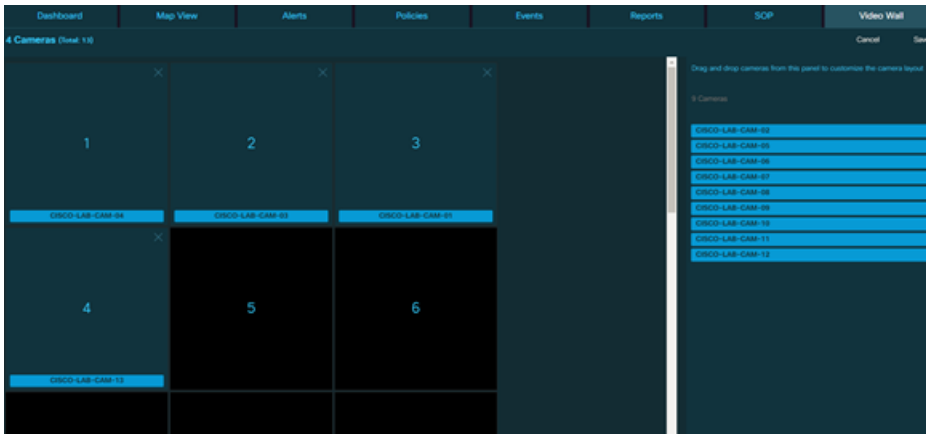 Dashboard Map View Alerts Policies Events Reports SOP Video Wall
4 Cameras (Total: 13)
Cancel Save
Drag and drop cameras from this panel to customize the camera layout
9 Cameras
1 2 3
CISCO-LAB-CAM-04 CISCO-LAB-CAM-03 CISCO-LAB-CAM-01
4 5 6
CISCO-LAB-CAM-13
CISCO-LAB-CAM-02
CISCO-LAB-CAM-05
CISCO-LAB-CAM-06
CISCO-LAB-CAM-07
CISCO-LAB-CAM-08
CISCO-LAB-CAM-09
CISCO-LAB-CAM-10
CISCO-LAB-CAM-11
CISCO-LAB-CAM-12